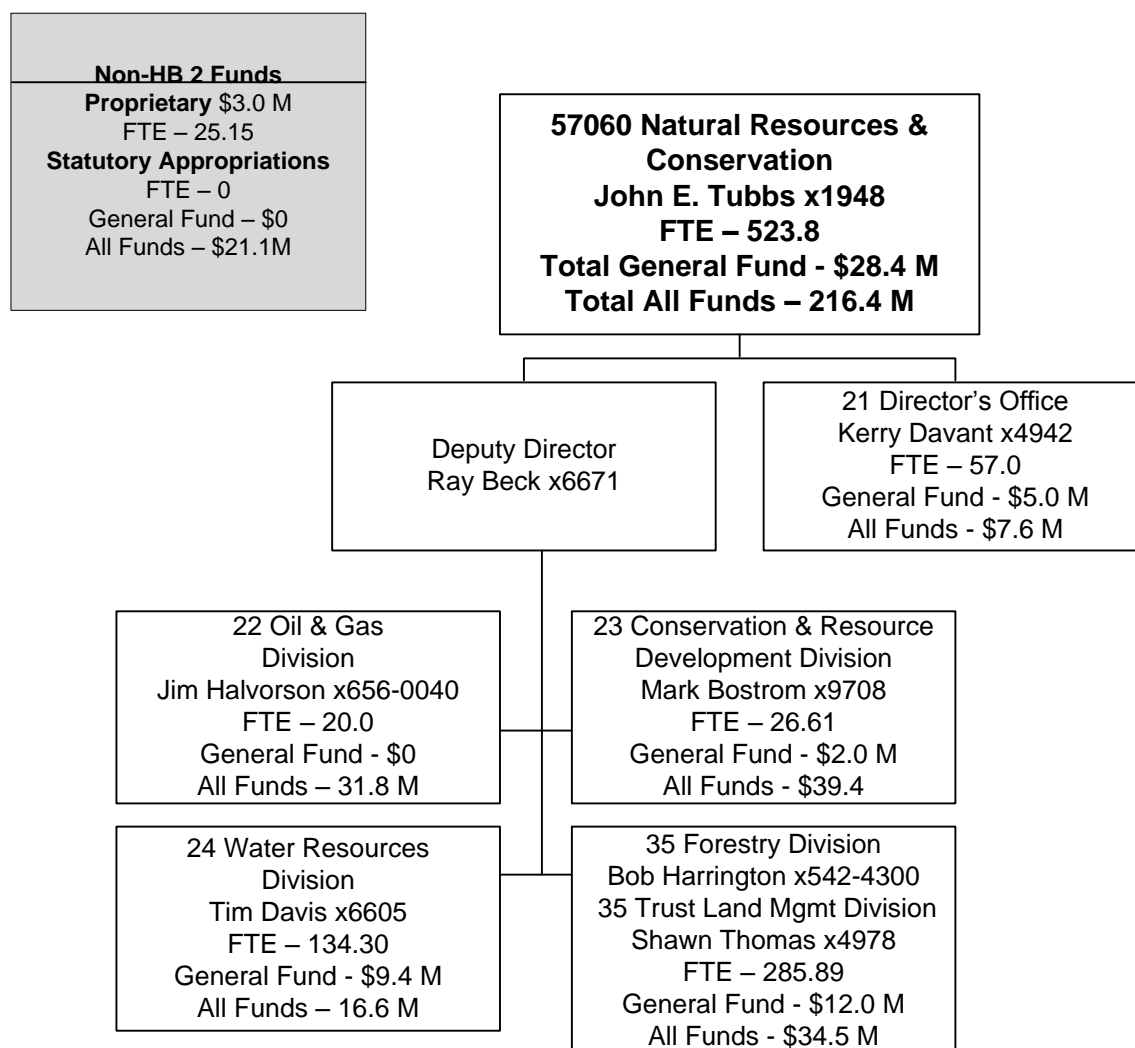 Non-HB 2 Funds
Proprietary $3.0 M
FTE – 25.15
Statutory Appropriations
FTE – 0
General Fund – $0
All Funds – $21.1M
57060 Natural Resources &
Conservation
John E. Tubbs x1948
FTE – 523.8
Total General Fund - $28.4 M
Total All Funds – 216.4 M
Deputy Director
Ray Beck x6671
21 Director’s Office
Kerry Davant x4942
FTE – 57.0
General Fund - $5.0 M
All Funds - $7.6 M
22 Oil & Gas
Division
Jim Halvorson x656-0040
FTE – 20.0
General Fund - $0
All Funds – 31.8 M
23 Conservation & Resource
Development Division
Mark Bostrom x9708
FTE – 26.61
General Fund - $2.0 M
All Funds - $39.4
24 Water Resources
Division
Tim Davis x6605
FTE – 134.30
General Fund - $9.4 M
All Funds – 16.6 M
35 Forestry Division
Bob Harrington x542-4300
35 Trust Land Mgmt Division
Shawn Thomas x4978
FTE – 285.89
General Fund - $12.0 M
All Funds - $34.5 M